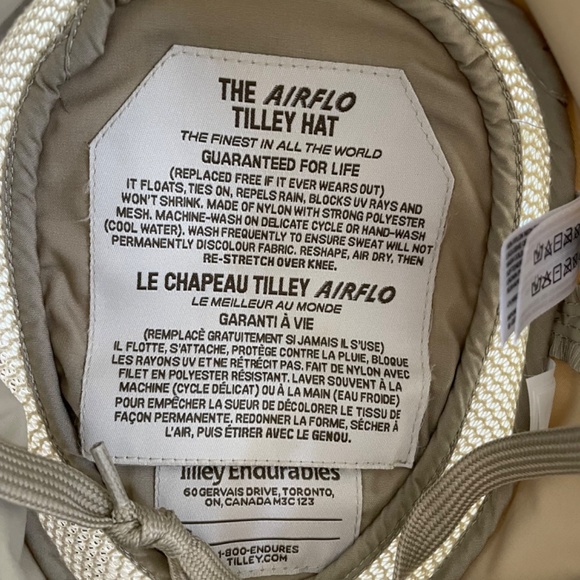 THE AIRFLO
TILLEY HAT
THE FINEST IN ALL THE WORLD
GUARANTEED FOR LIFE
(REPLACED FREE IF IT EVER WEARS OUT)
IT FLOATS, TIES ON, REPELS RAIN, BLOCKS UV RAYS AND
WON'T SHRINK. MADE OF NYLON WITH STRONG POLYESTER
MESH. MACHINE-WASH ON DELICATE CYCLE OR HAND-WASH
(COOL WATER). WASH FREQUENTLY TO ENSURE SWEAT WILL NOT
PERMANENTLY DISCOLOUR FABRIC. RESHAPE, AIR DRY, THEN
RE-STRETCH OVER KNEE.
LE CHAPEAU TILLEY AIRFLO
LE MEILLEUR AU MONDE
GARANTI À VIE
(REMPLACÉ GRATUITEMENT SI JAMAIS IL S'USE)
IL FLOTTE, S'ATTACHE, PROTÈGE CONTRE LA PLUIE, BLOQUE
LES RAYONS UV ET NE RÉTRÉCIT PAS. FAIT DE NYLON AVEC
FILET EN POLYESTER RÉSISTANT. LAVER SOUVENT À LA
MACHINE (CYCLE DÉLICAT) OU À LA MAIN (EAU FROIDE)
POUR EMPÊCHER LA SUEUR DE DÉCOLORER LE TISSU DE
FAÇON PERMANENTE. REDONNER LA FORME, SÉCHER À
L'AIR, PUIS ÉTIRER AVEC LE GENOU.
Tilley Endurables
60 GERVAIS DRIVE, TORONTO,
ON, CANADA M3C 1Z3
1-800-ENDURES
TILLEY.COM